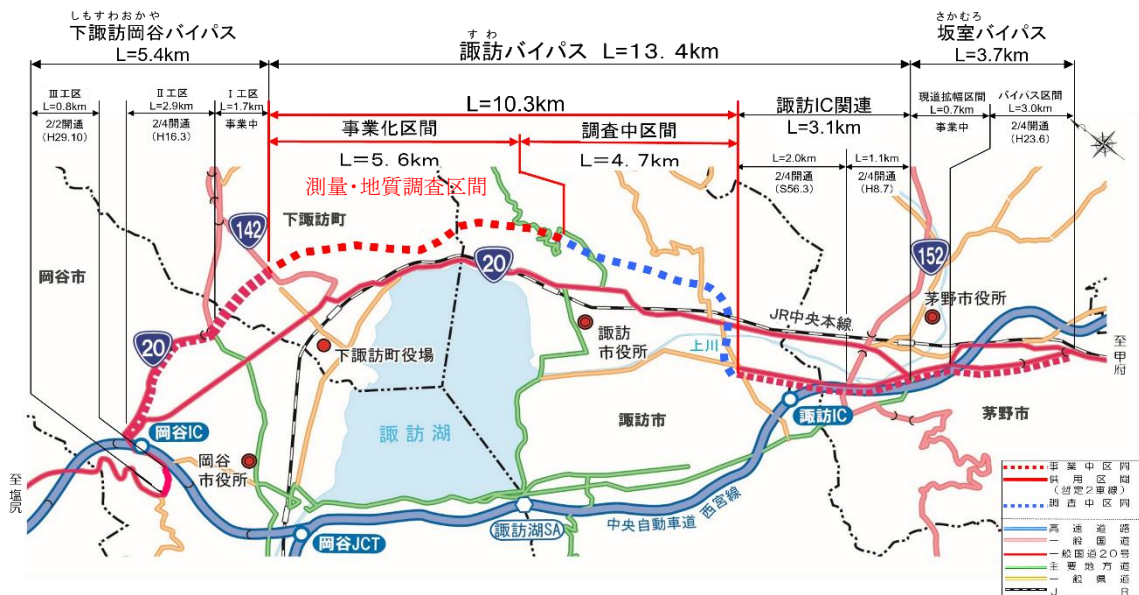 しもすわおかや
下諏訪岡谷バイパス
L=5.4km
すわ
諏訪バイパス L=13.4km
さかむろ
坂室バイパス
L=3.7km
Ⅲ工区
L=0.8km
2/2開通
(H29.10)
Ⅱ工区
L=2.9km
2/4開通
(H16.3)
Ⅰ工区
L=1.7km
事業中
L=10.3km
事業化区間
L=5.6km
測量・地質調査区間
調査中区間
L=4.7km
諏訪IC関連
L=3.1km
L=2.0km
2/4開通
(S56.3)
L=1.1km
2/4開通
(H8.7)
現道拡幅区間
L=0.7km
事業中
バイパス区間
L=3.0km
2/4開通
(H23.6)
142
下諏訪町
岡谷市
20
20
152
茅野市役所
JR中央本線
上川
諏訪
市役所
下諏訪町役場
至甲府
諏訪湖
諏訪市
諏訪IC
茅野市
岡谷IC
岡谷
市役所
至塩尻
諏訪湖SA
中央自動車道 西宮線
岡谷JCT
事業中区間
供用区間
(暫定2車線)
調査中区間
高速道路
一般国道
一般国道20号
主要地方道
一般県道
JR